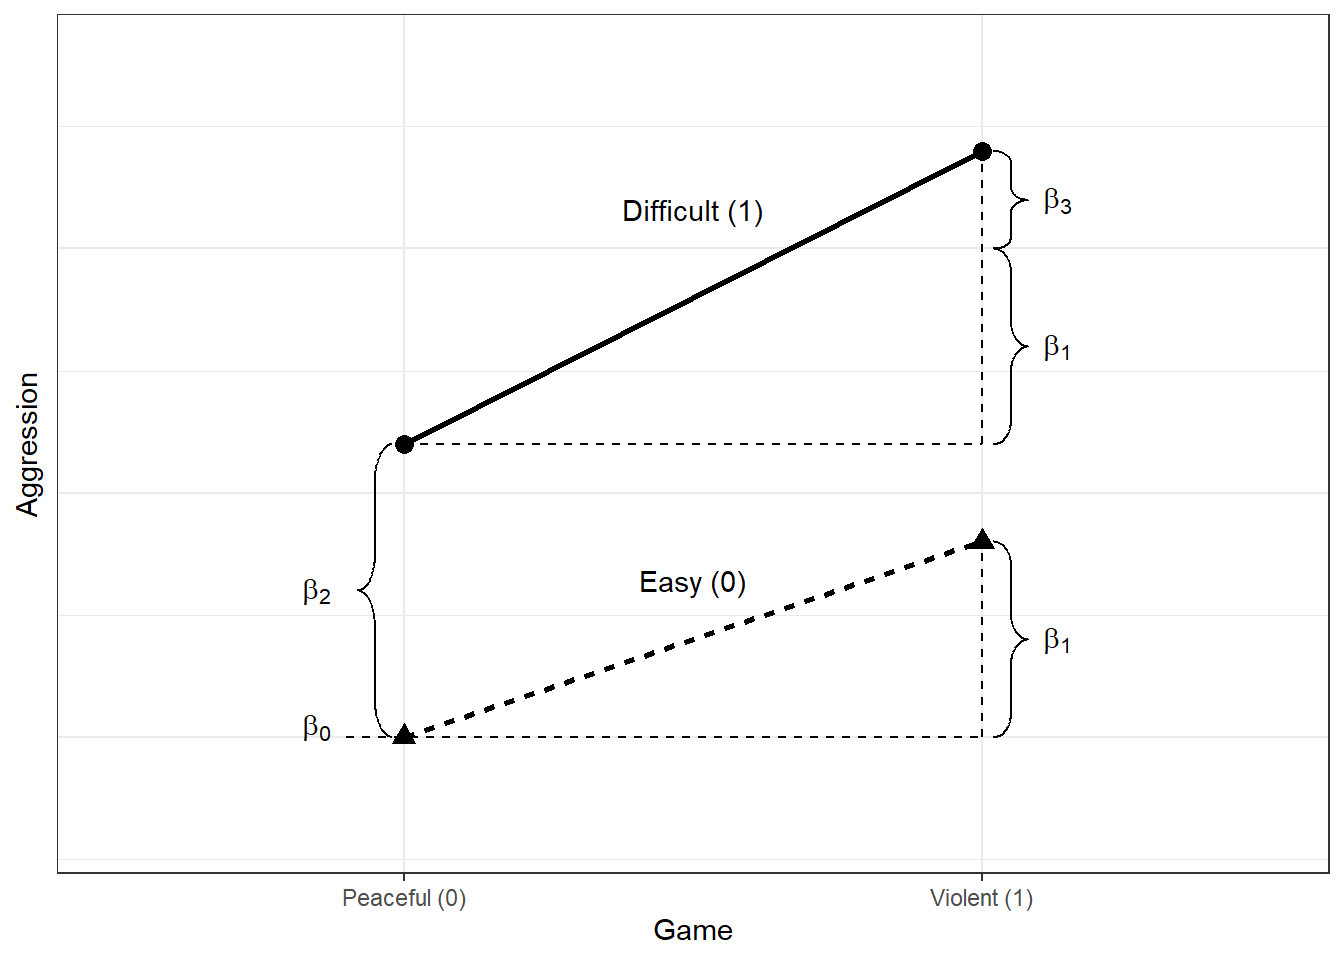 Difficult (1)
β3
β1
Aggression
Easy (0)
β2
β1
β0
Peaceful (0)
Violent (1)
Game